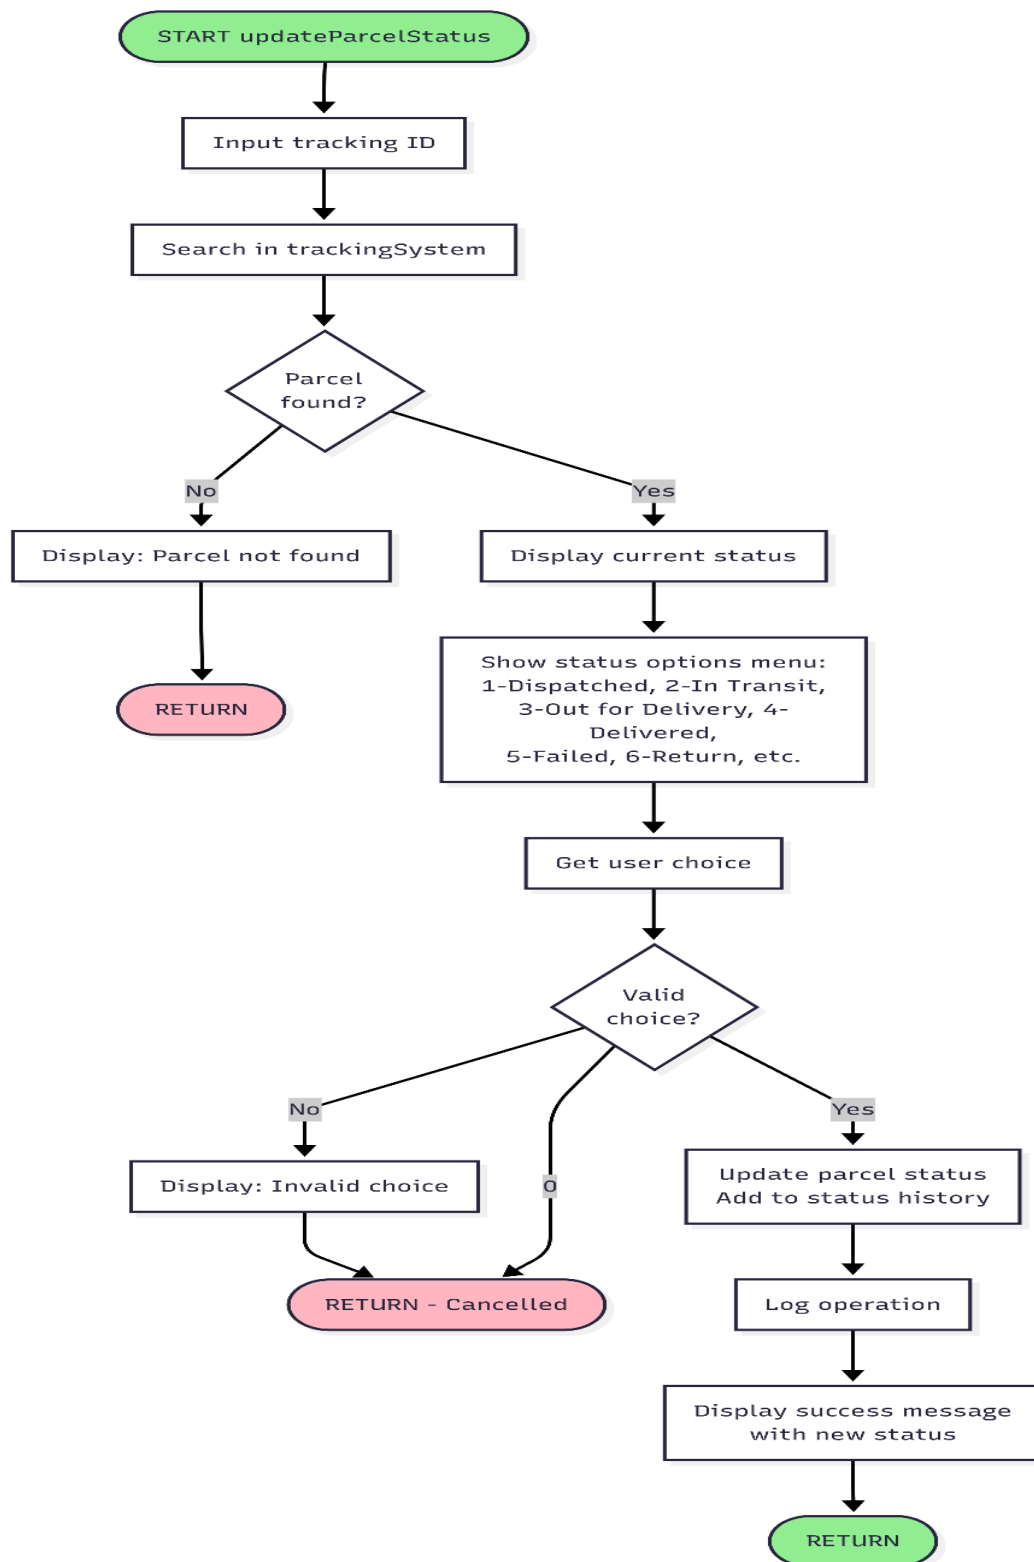 START updateParcelStatus
Input tracking ID
Search in trackingSystem
Parcel
found?
No
Yes
Display: Parcel not found
Display current status
Show status options menu:
1-Dispatched, 2-In Transit,
3-Out for Delivery, 4-
Delivered,
5-Failed, 6-Return, etc.
RETURN
Get user choice
Valid
choice?
No
Yes
Display: Invalid choice
0
Update parcel status
Add to status history
RETURN - Cancelled
Log operation
Display success message
with new status
RETURN